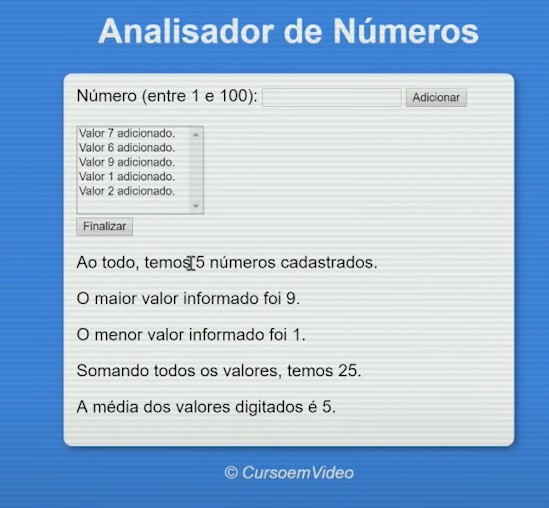 Analisador de Números
Número (entre 1 e 100): Adicionar
Valor 7 adicionado.
Valor 6 adicionado.
Valor 9 adicionado.
Valor 1 adicionado.
Valor 2 adicionado.
Finalizar
Ao todo, temos 5 números cadastrados.
O maior valor informado foi 9.
O menor valor informado foi 1.
Somando todos os valores, temos 25.
A média dos valores digitados é 5.
© CursoemVideo